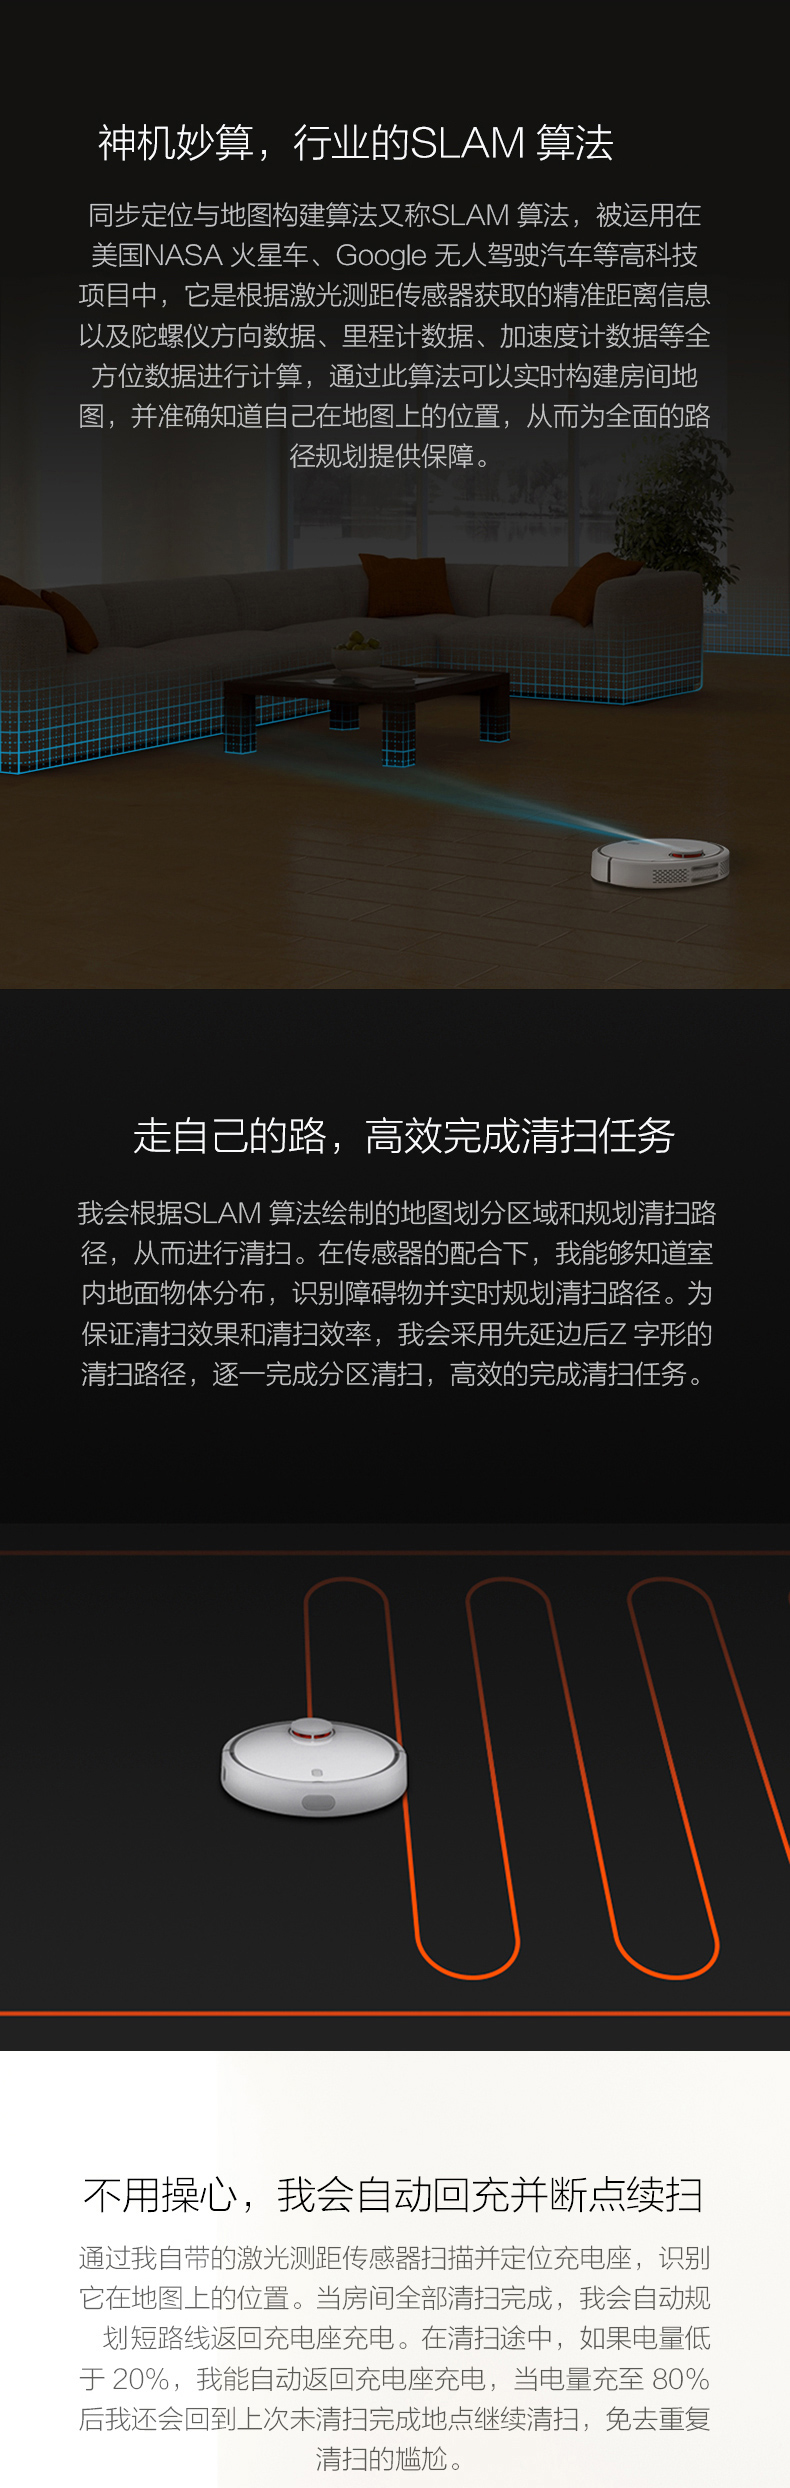 神机妙算，行业的SLAM 算法
同步定位与地图构建算法又称SLAM 算法，被运用在
美国NASA 火星车、Google 无人驾驶汽车等高科技
项目中，它是根据激光测距传感器获取的精准距离信息
以及陀螺仪方向数据、里程计数据、加速度计数据等全
方位数据进行计算，通过此算法可以实时构建房间地
图，并准确知道自己在地图上的位置，从而为全面的路
径规划提供保障。
走自己的路，高效完成清扫任务
我会根据SLAM 算法绘制的地图划分区域和规划清扫路
径，从而进行清扫。在传感器的配合下，我能够知道室
内地面物体分布，识别障碍物并实时规划清扫路径。为
保证清扫效果和清扫效率，我会采用先延边后Z 字形的
清扫路径，逐一完成分区清扫，高效的完成清扫任务。
不用操心，我会自动回充并断点续扫
通过我自带的激光测距传感器扫描并定位充电座，识别
它在地图上的位置。当房间全部清扫完成，我会自动规
划短路线返回充电座充电。在清扫途中，如果电量低
于 20%，我能自动返回充电座充电，当电量充至 80%
后我还会回到上次未清扫完成地点继续清扫，免去重复
清扫的尴尬。